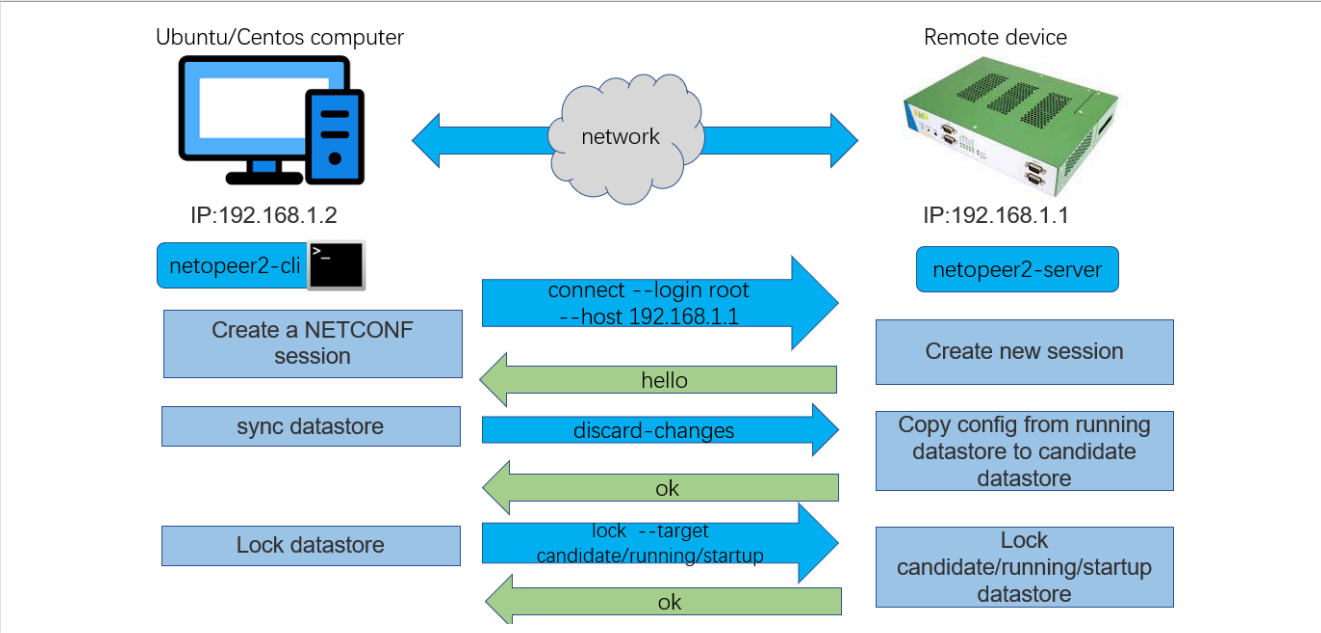 Ubuntu/Centos computer
Remote device
network
NXP
IP:192.168.1.2
IP:192.168.1.1
netopeer2-cli
>_
netopeer2-server
connect --login root
--host 192.168.1.1
Create a NETCONF
session
Create new session
hello
sync datastore
discard-changes
Copy config from running
datastore to candidate
datastore
ok
Lock datastore
lock --target
candidate/running/startup
Lock
candidate/running/startup
datastore
ok